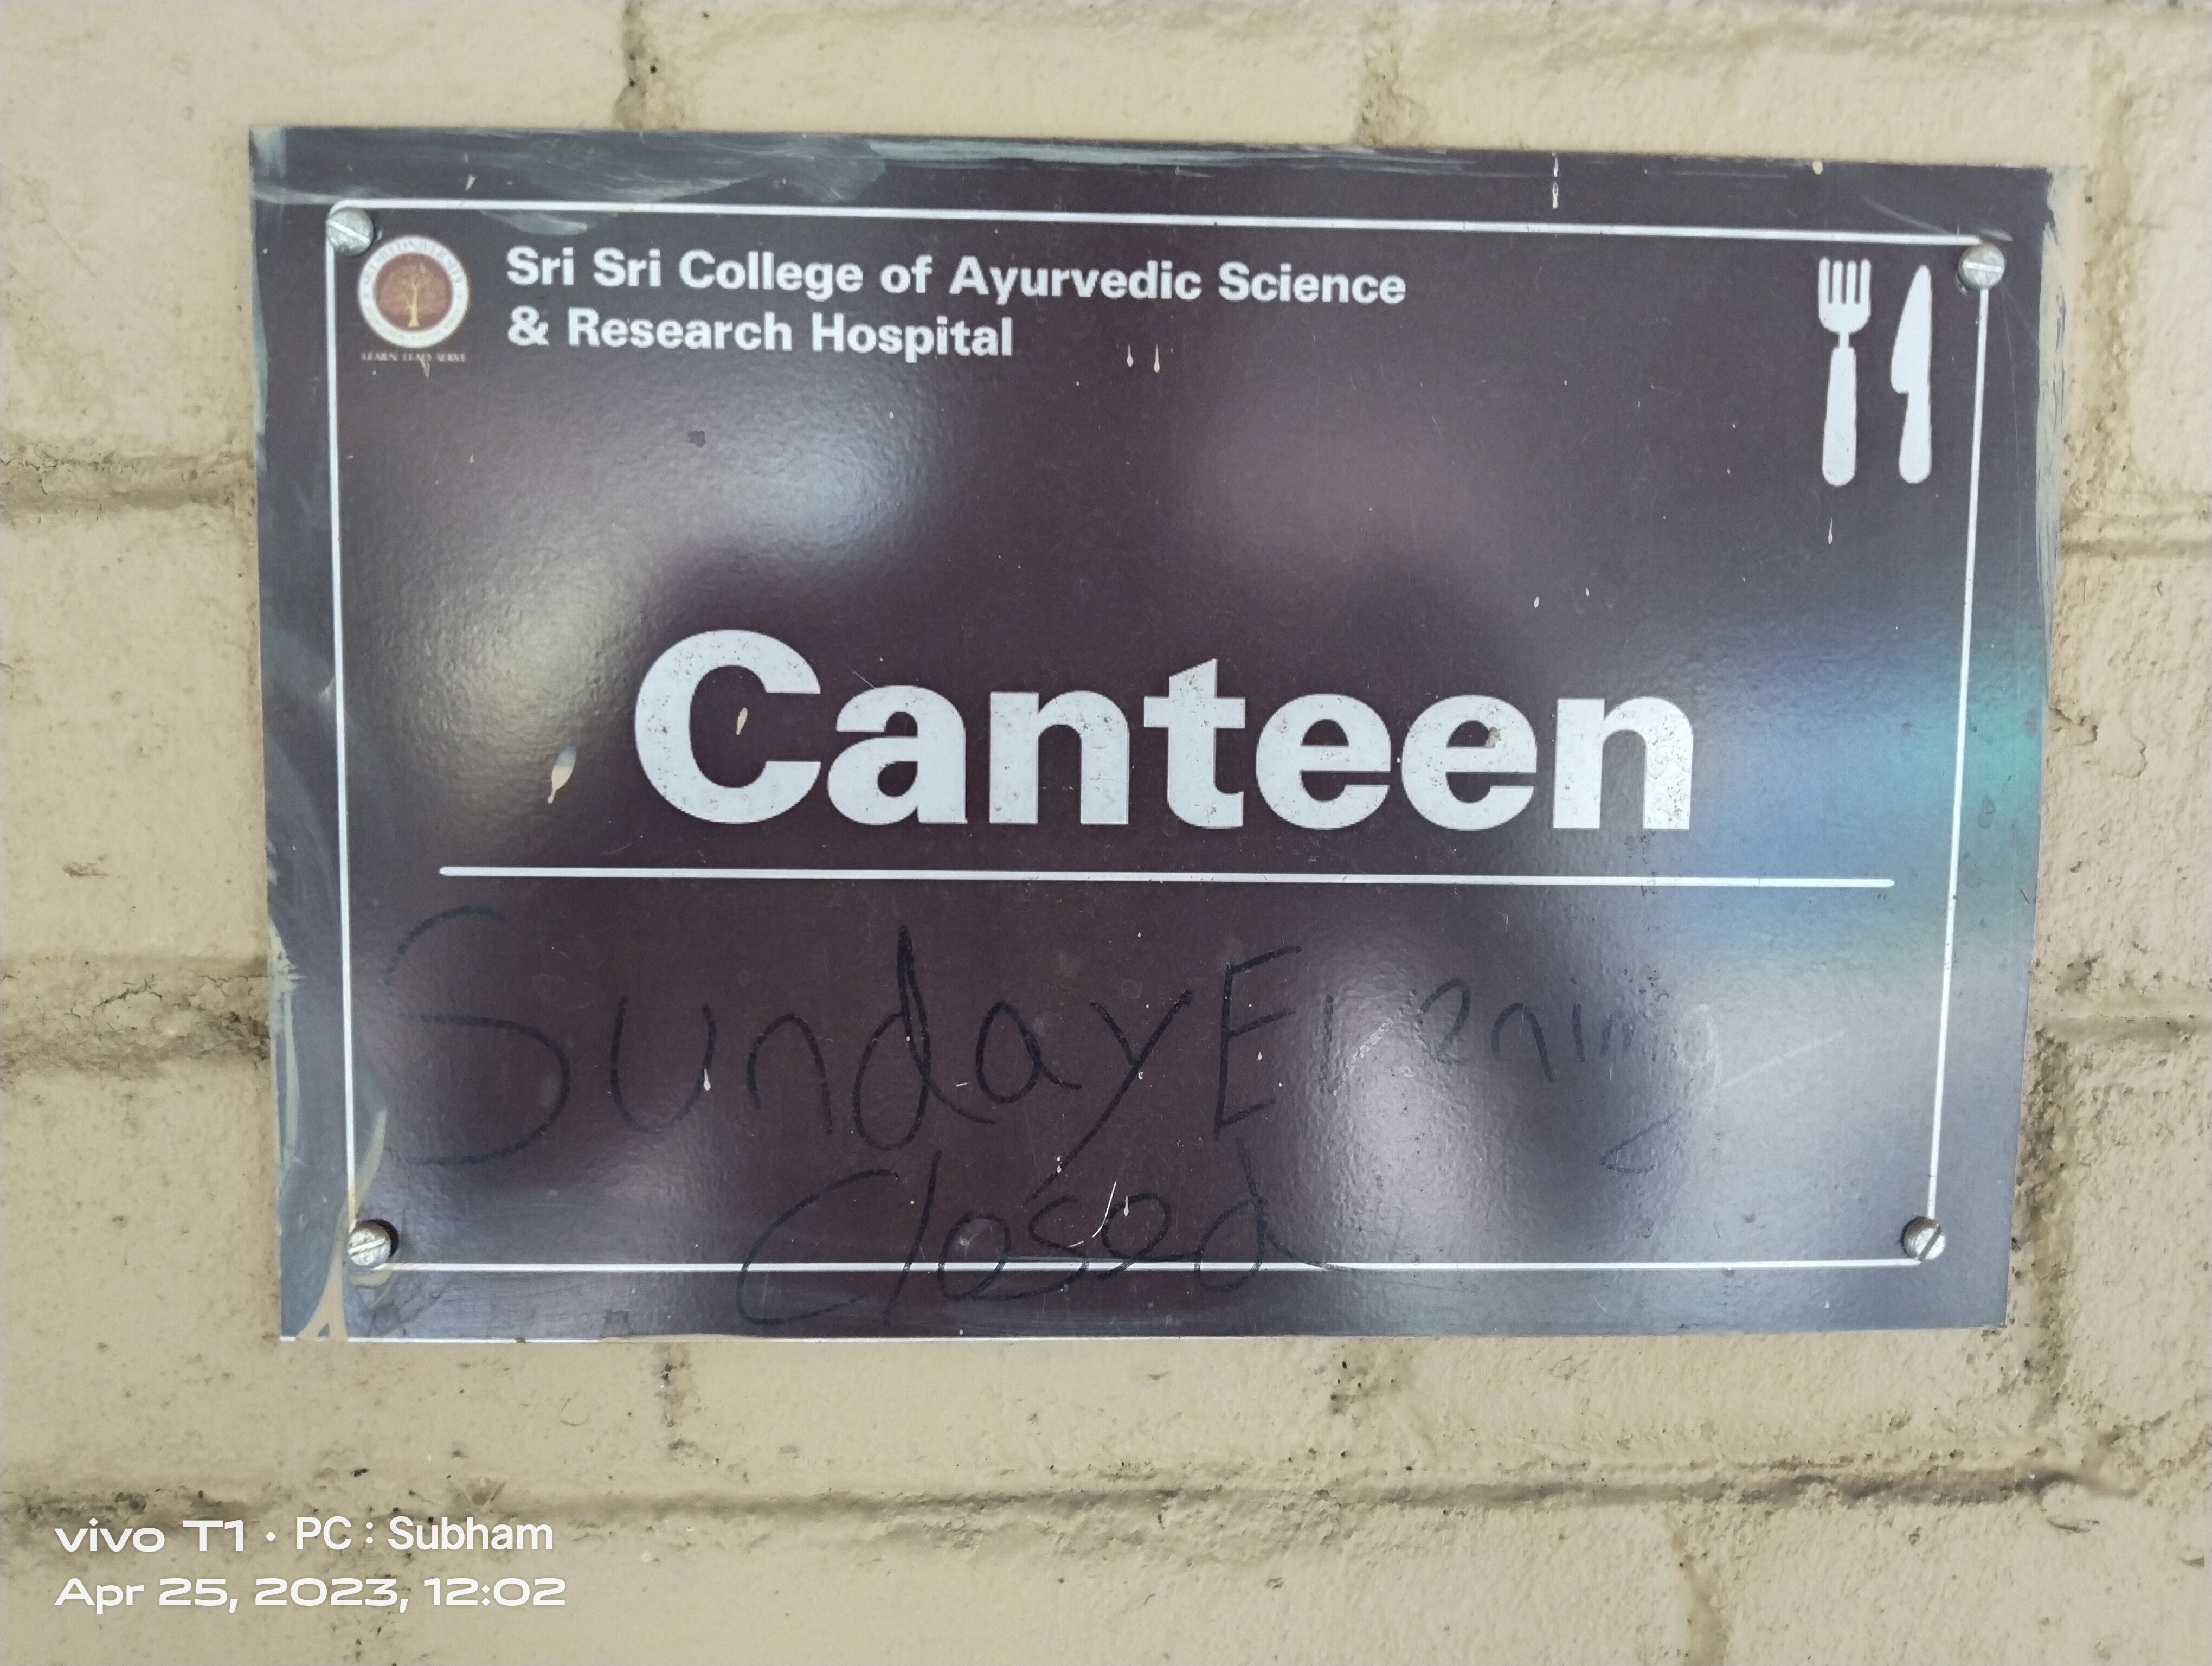 Sri Sri College of Ayurvedic Science
& Research Hospital
LEARN LEAD SERVE
Canteen
Sunday Evening
Closed
vivo T1 · PC : Subham
Apr 25, 2023, 12:02